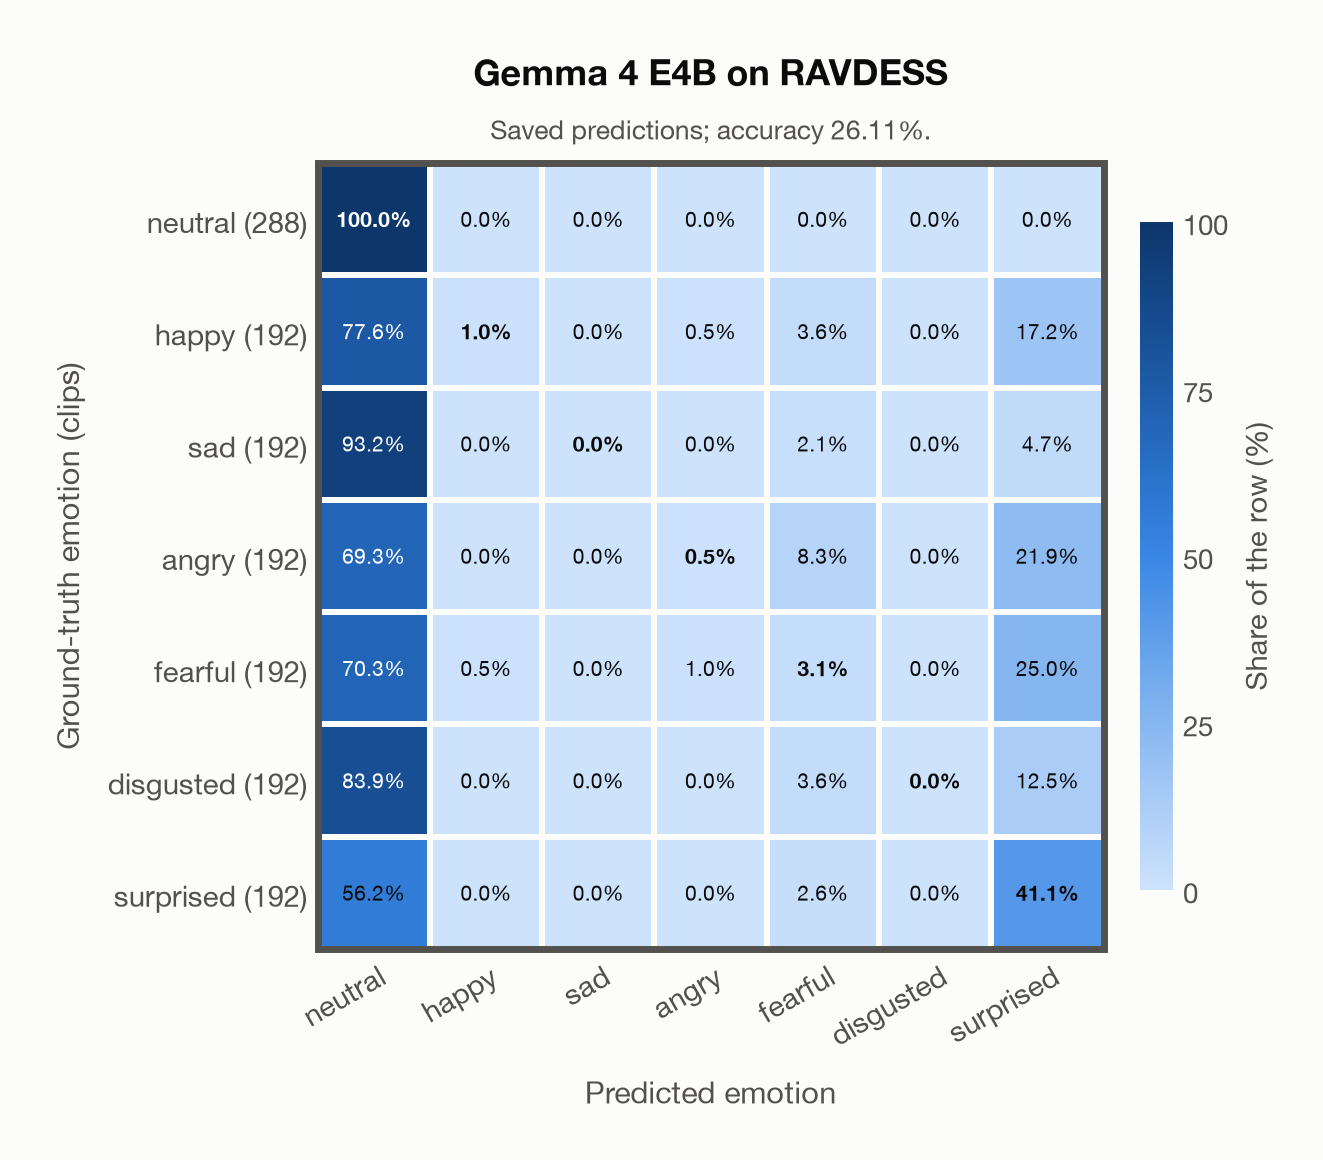 Gemma 4 E4B on RAVDESS
Saved predictions; accuracy 26.11%.
Ground-truth emotion (clips)
neutral (288) 100.0% 0.0% 0.0% 0.0% 0.0% 0.0% 0.0%
happy (192) 77.6% 1.0% 0.0% 0.5% 3.6% 0.0% 17.2%
sad (192) 93.2% 0.0% 0.0% 0.0% 2.1% 0.0% 4.7%
angry (192) 69.3% 0.0% 0.0% 0.5% 8.3% 0.0% 21.9%
fearful (192) 70.3% 0.5% 0.0% 1.0% 3.1% 0.0% 25.0%
disgusted (192) 83.9% 0.0% 0.0% 0.0% 3.6% 0.0% 12.5%
surprised (192) 56.2% 0.0% 0.0% 0.0% 2.6% 0.0% 41.1%
neutral happy sad angry fearful disgusted surprised
Predicted emotion
100
75
50
25
0
Share of the row (%)